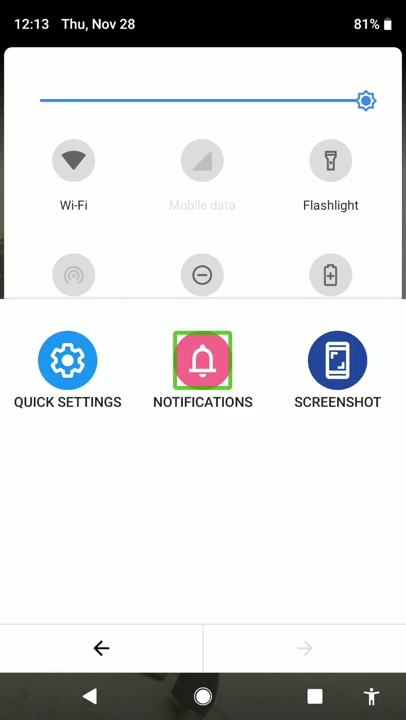 12:13 Thu, Nov 28 81%
Wi-Fi Mobile data Flashlight
QUICK SETTINGS NOTIFICATIONS SCREENSHOT